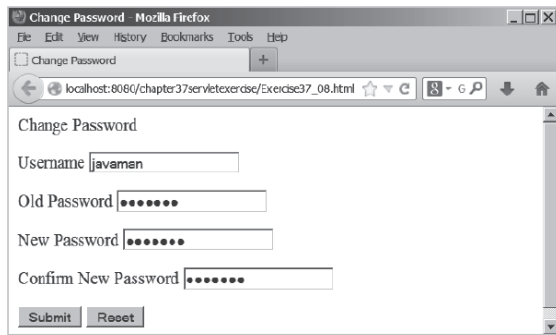 Change Password - Mozilla Firefox
File Edit View History Bookmarks Tools Help
Change Password
localhost:8080/chapter37servletexercise/Exercise37_08.html
Change Password
Username javaman
Old Password •••••••
New Password •••••••
Confirm New Password •••••••
Submit Reset